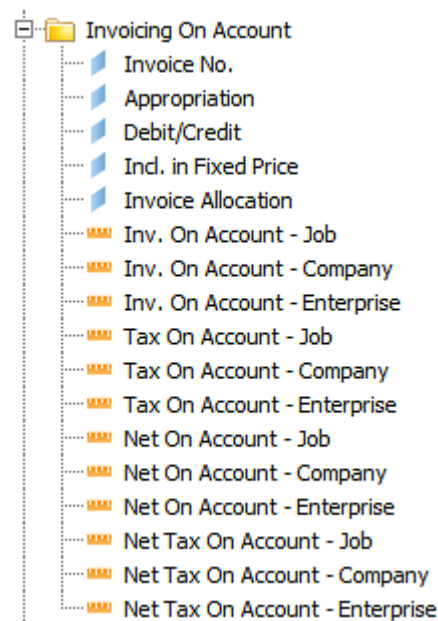 Invoicing On Account
Invoice No.
Appropriation
Debit/Credit
Incl. in Fixed Price
Invoice Allocation
Inv. On Account - Job
Inv. On Account - Company
Inv. On Account - Enterprise
Tax On Account - Job
Tax On Account - Company
Tax On Account - Enterprise
Net On Account - Job
Net On Account - Company
Net On Account - Enterprise
Net Tax On Account - Job
Net Tax On Account - Company
Net Tax On Account - Enterprise